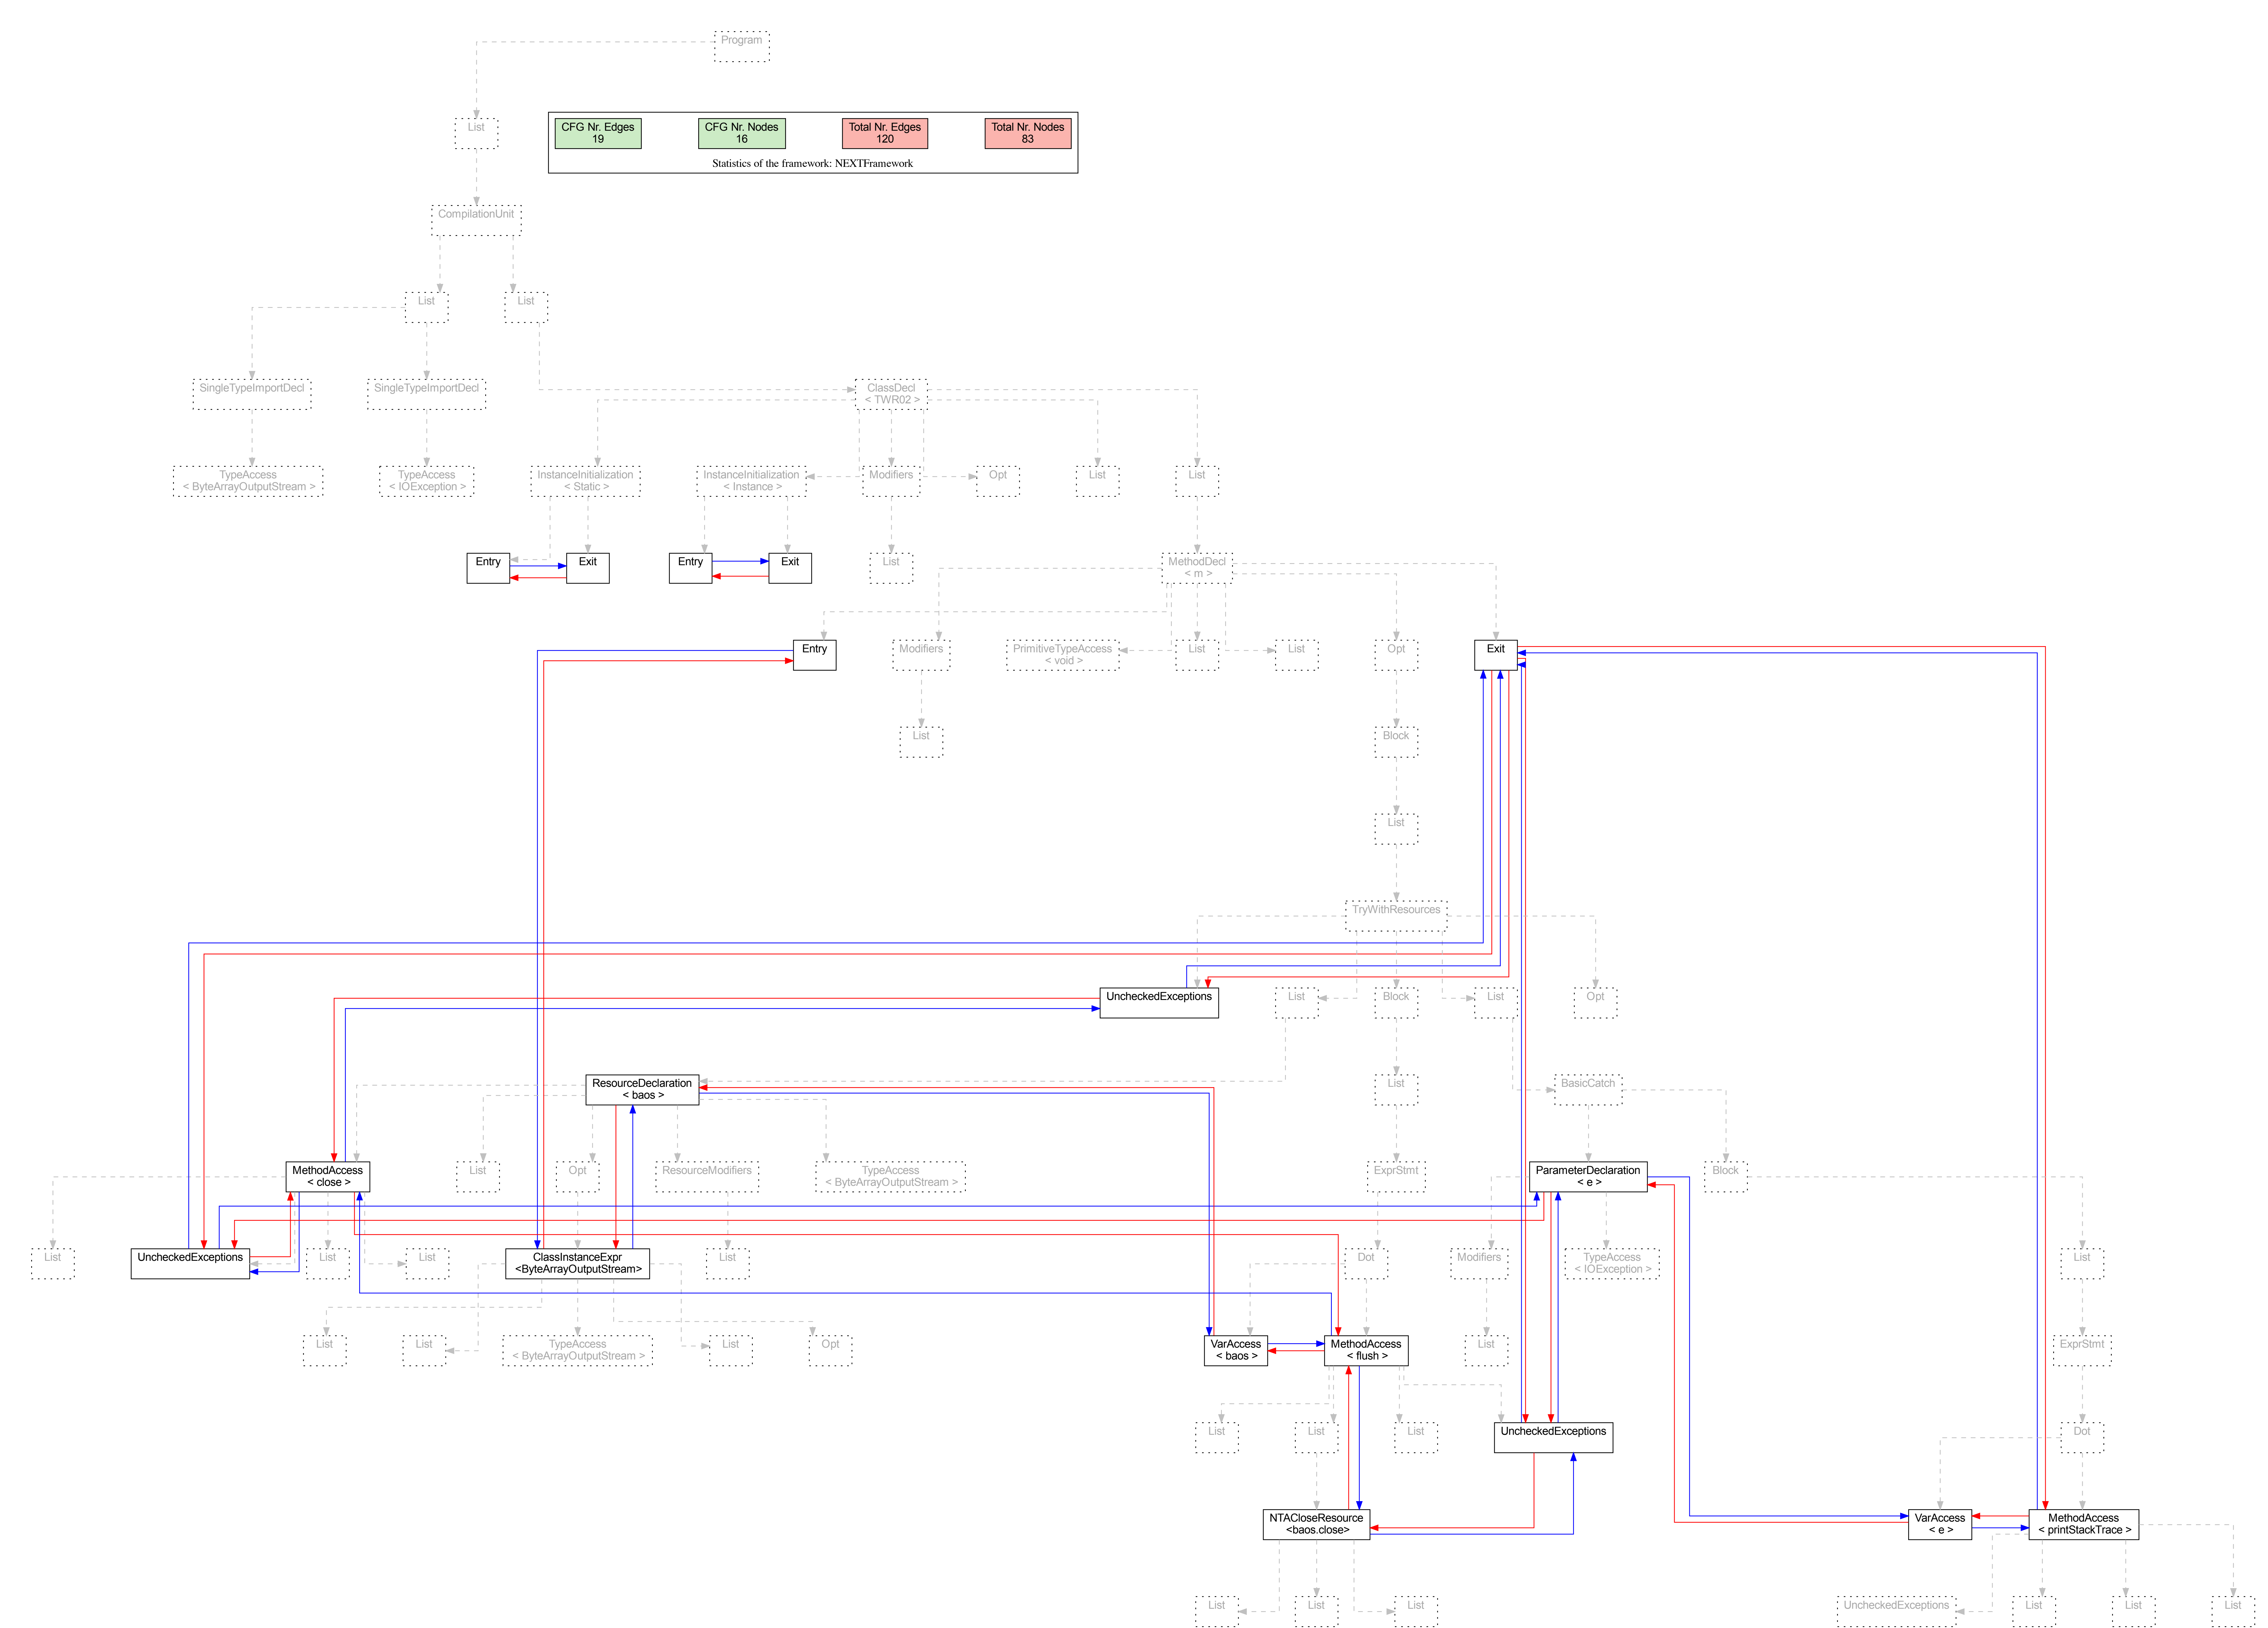 Program
List
CFG Nr. Edges
19
CFG Nr. Nodes
16
Total Nr. Edges
120
Total Nr. Nodes
83
Statistics of the framework: NEXTFramework
CompilationUnit
List
List
SingleTypeImportDecl
SingleTypeImportDecl
ClassDecl
< TWR02 >
TypeAccess
< ByteArrayOutputStream >
TypeAccess
< IOException >
InstanceInitialization
< Static >
InstanceInitialization
< Instance >
Modifiers
Opt
List
List
Entry
Exit
Entry
Exit
List
MethodDecl
< m >
Entry
Modifiers
PrimitiveTypeAccess
< void >
List
List
Opt
Exit
List
Block
List
TryWithResources
UncheckedExceptions
List
Block
List
Opt
ResourceDeclaration
< baos >
List
BasicCatch
MethodAccess
< close >
List
Opt
ResourceModifiers
TypeAccess
< ByteArrayOutputStream >
ExprStmt
ParameterDeclaration
< e >
Block
List
UncheckedExceptions
List
List
ClassInstanceExpr
<ByteArrayOutputStream>
List
Dot
Modifiers
TypeAccess
< IOException >
List
List
List
TypeAccess
< ByteArrayOutputStream >
List
Opt
VarAccess
< baos >
MethodAccess
< flush >
List
ExprStmt
List
List
List
UncheckedExceptions
Dot
NTACloseResource
<baos.close>
VarAccess
< e >
MethodAccess
< printStackTrace >
List
List
List
UncheckedExceptions
List
List
List